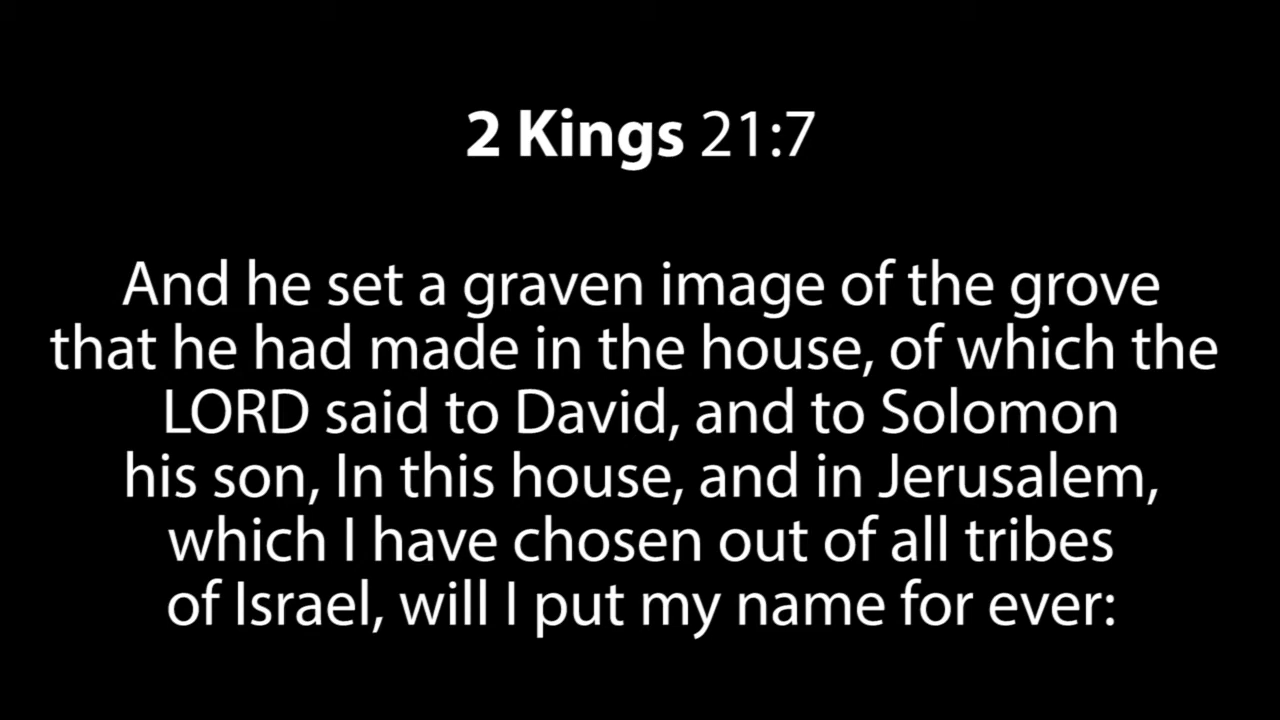 2 Kings 21:7
And he set a graven image of the grove
that he had made in the house, of which the
LORD said to David, and to Solomon
his son, In this house, and in Jerusalem,
which I have chosen out of all tribes
of Israel, will I put my name for ever: